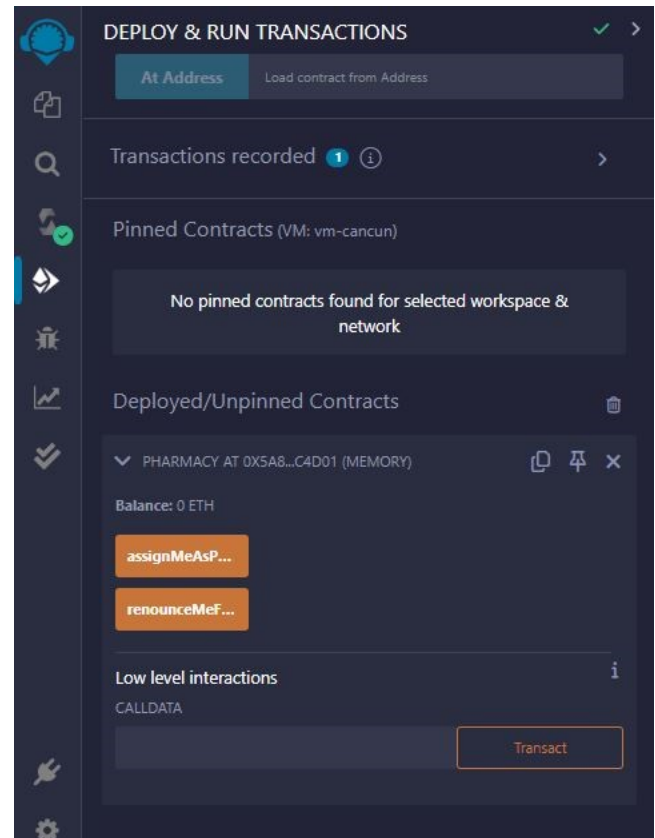 DEPLOY & RUN TRANSACTIONS
At Address
Load contract from Address
Transactions recorded 1 i
Pinned Contracts (VM: vm-cancun)
No pinned contracts found for selected workspace &
network
Deployed/Unpinned Contracts
PHARMACY AT 0X5A8...C4D01 (MEMORY)
Balance: 0 ETH
assignMeAsP...
renounceMeF...
Low level interactions
i
CALLDATA
Transact